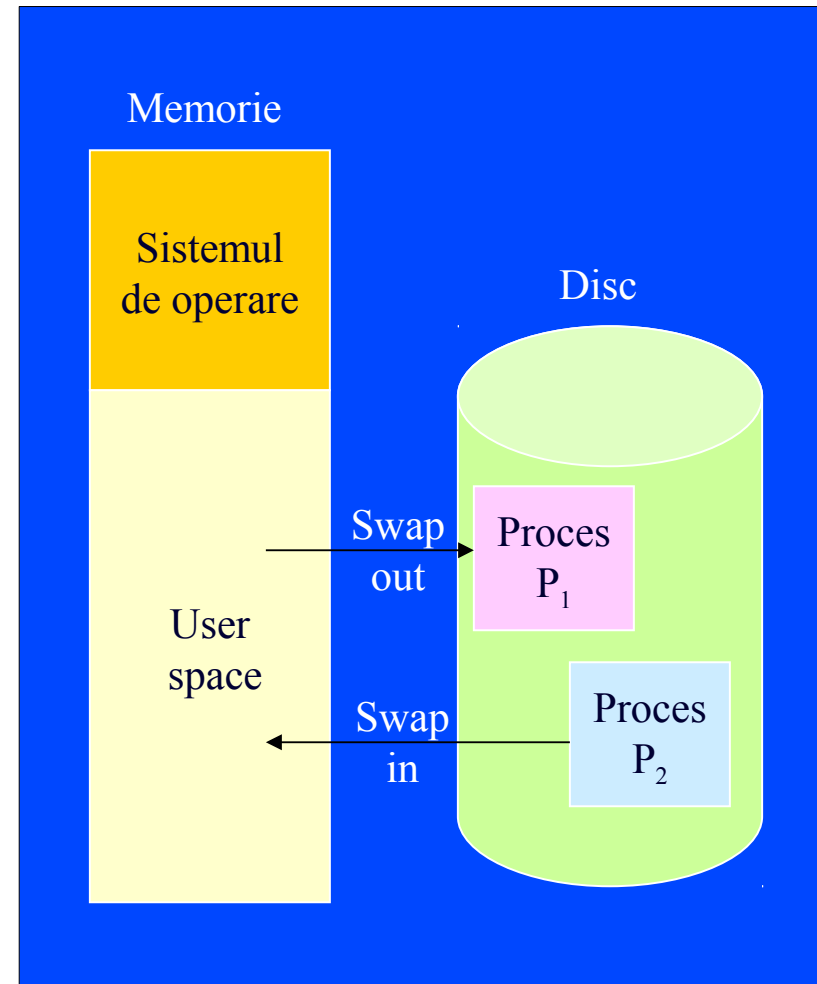 Memorie
Sistemul
de operare
User
space
Swap
out
Swap
in
Disc
Proces
P₁
Proces
P₂